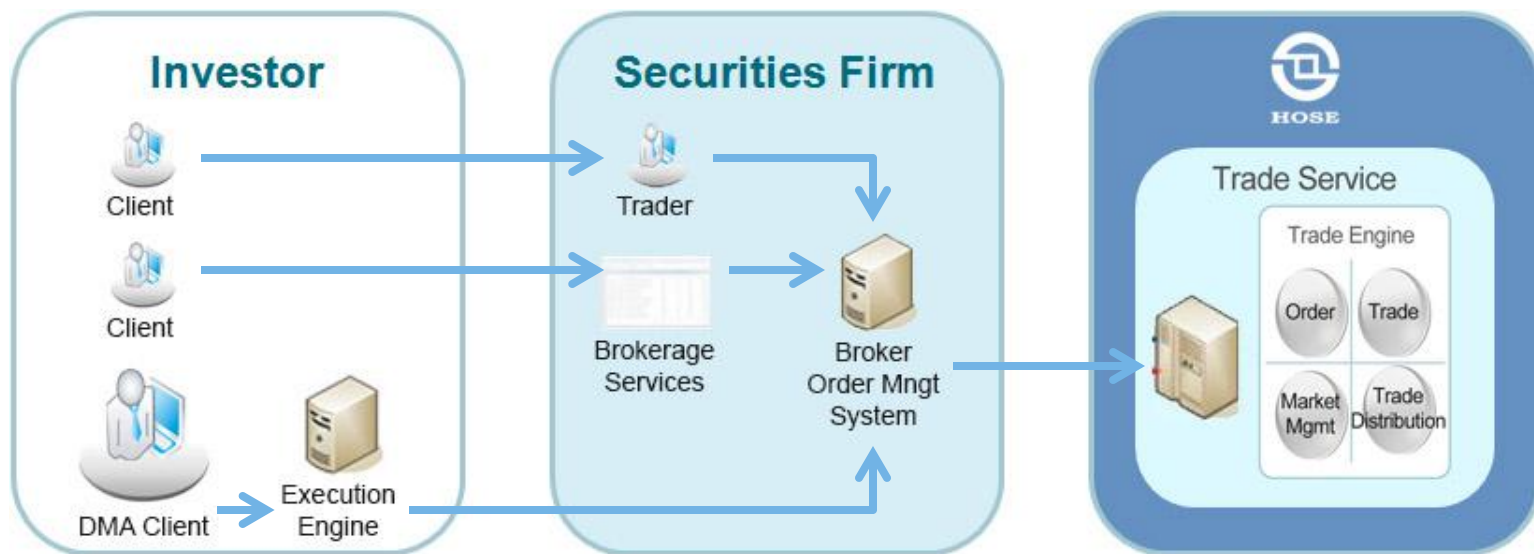 Investor
Client
Client
DMA Client
Execution
Engine
Securities Firm
Trader
Brokerage
Services
Broker
Order Mngt
System
HOSE
Trade Service
Trade Engine
Order
Trade
Market
Mgmt
Trade
Distribution